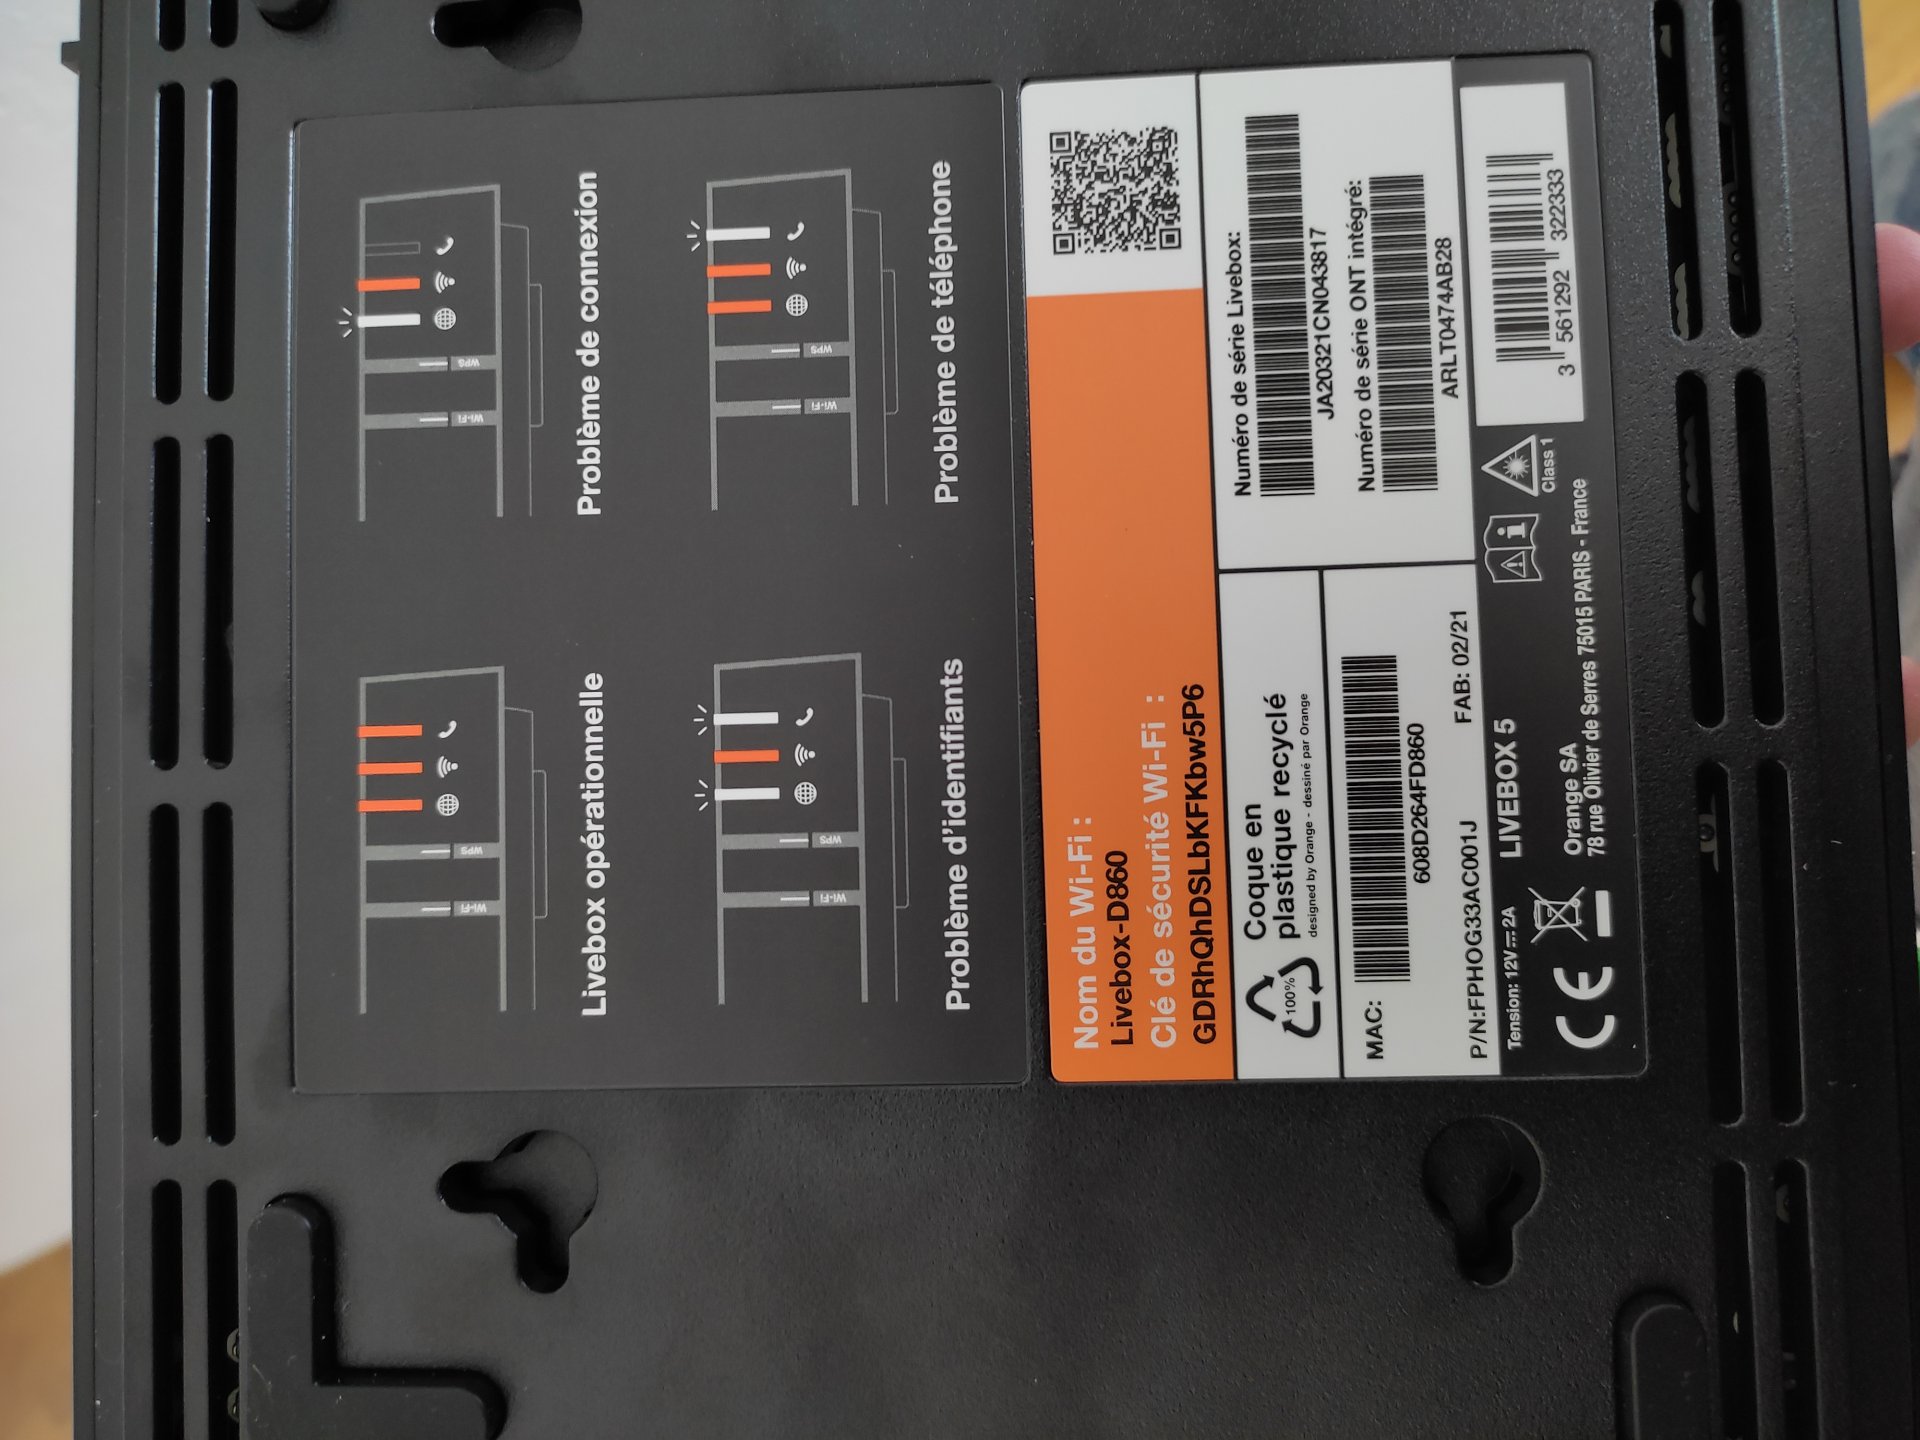 Wi-Fi
WPS
Wi-Fi
WPS
Livebox opérationnelle
Problème de connexion
Wi-Fi
WPS
Wi-Fi
WPS
Problème d'identifiants
Problème de téléphone
Nom du Wi-Fi :
Livebox-D860
Clé de sécurité Wi-Fi :
GDRhQhDSLbKFKbw5P6
100%
Coque en
plastique recyclé
designed by Orange - dessiné par Orange
Numéro de série Livebox:
JA20321CN043817
MAC:
608D264FD860
Numéro de série ONT intégré:
ARLT0474AB28
P/N:FPHOG33AC001J
FAB: 02/21
Tension: 12V⎓2A
LIVEBOX 5
CE
Orange SA
78 rue Olivier de Serres 75015 PARIS - France
Class 1
3 561292 322333